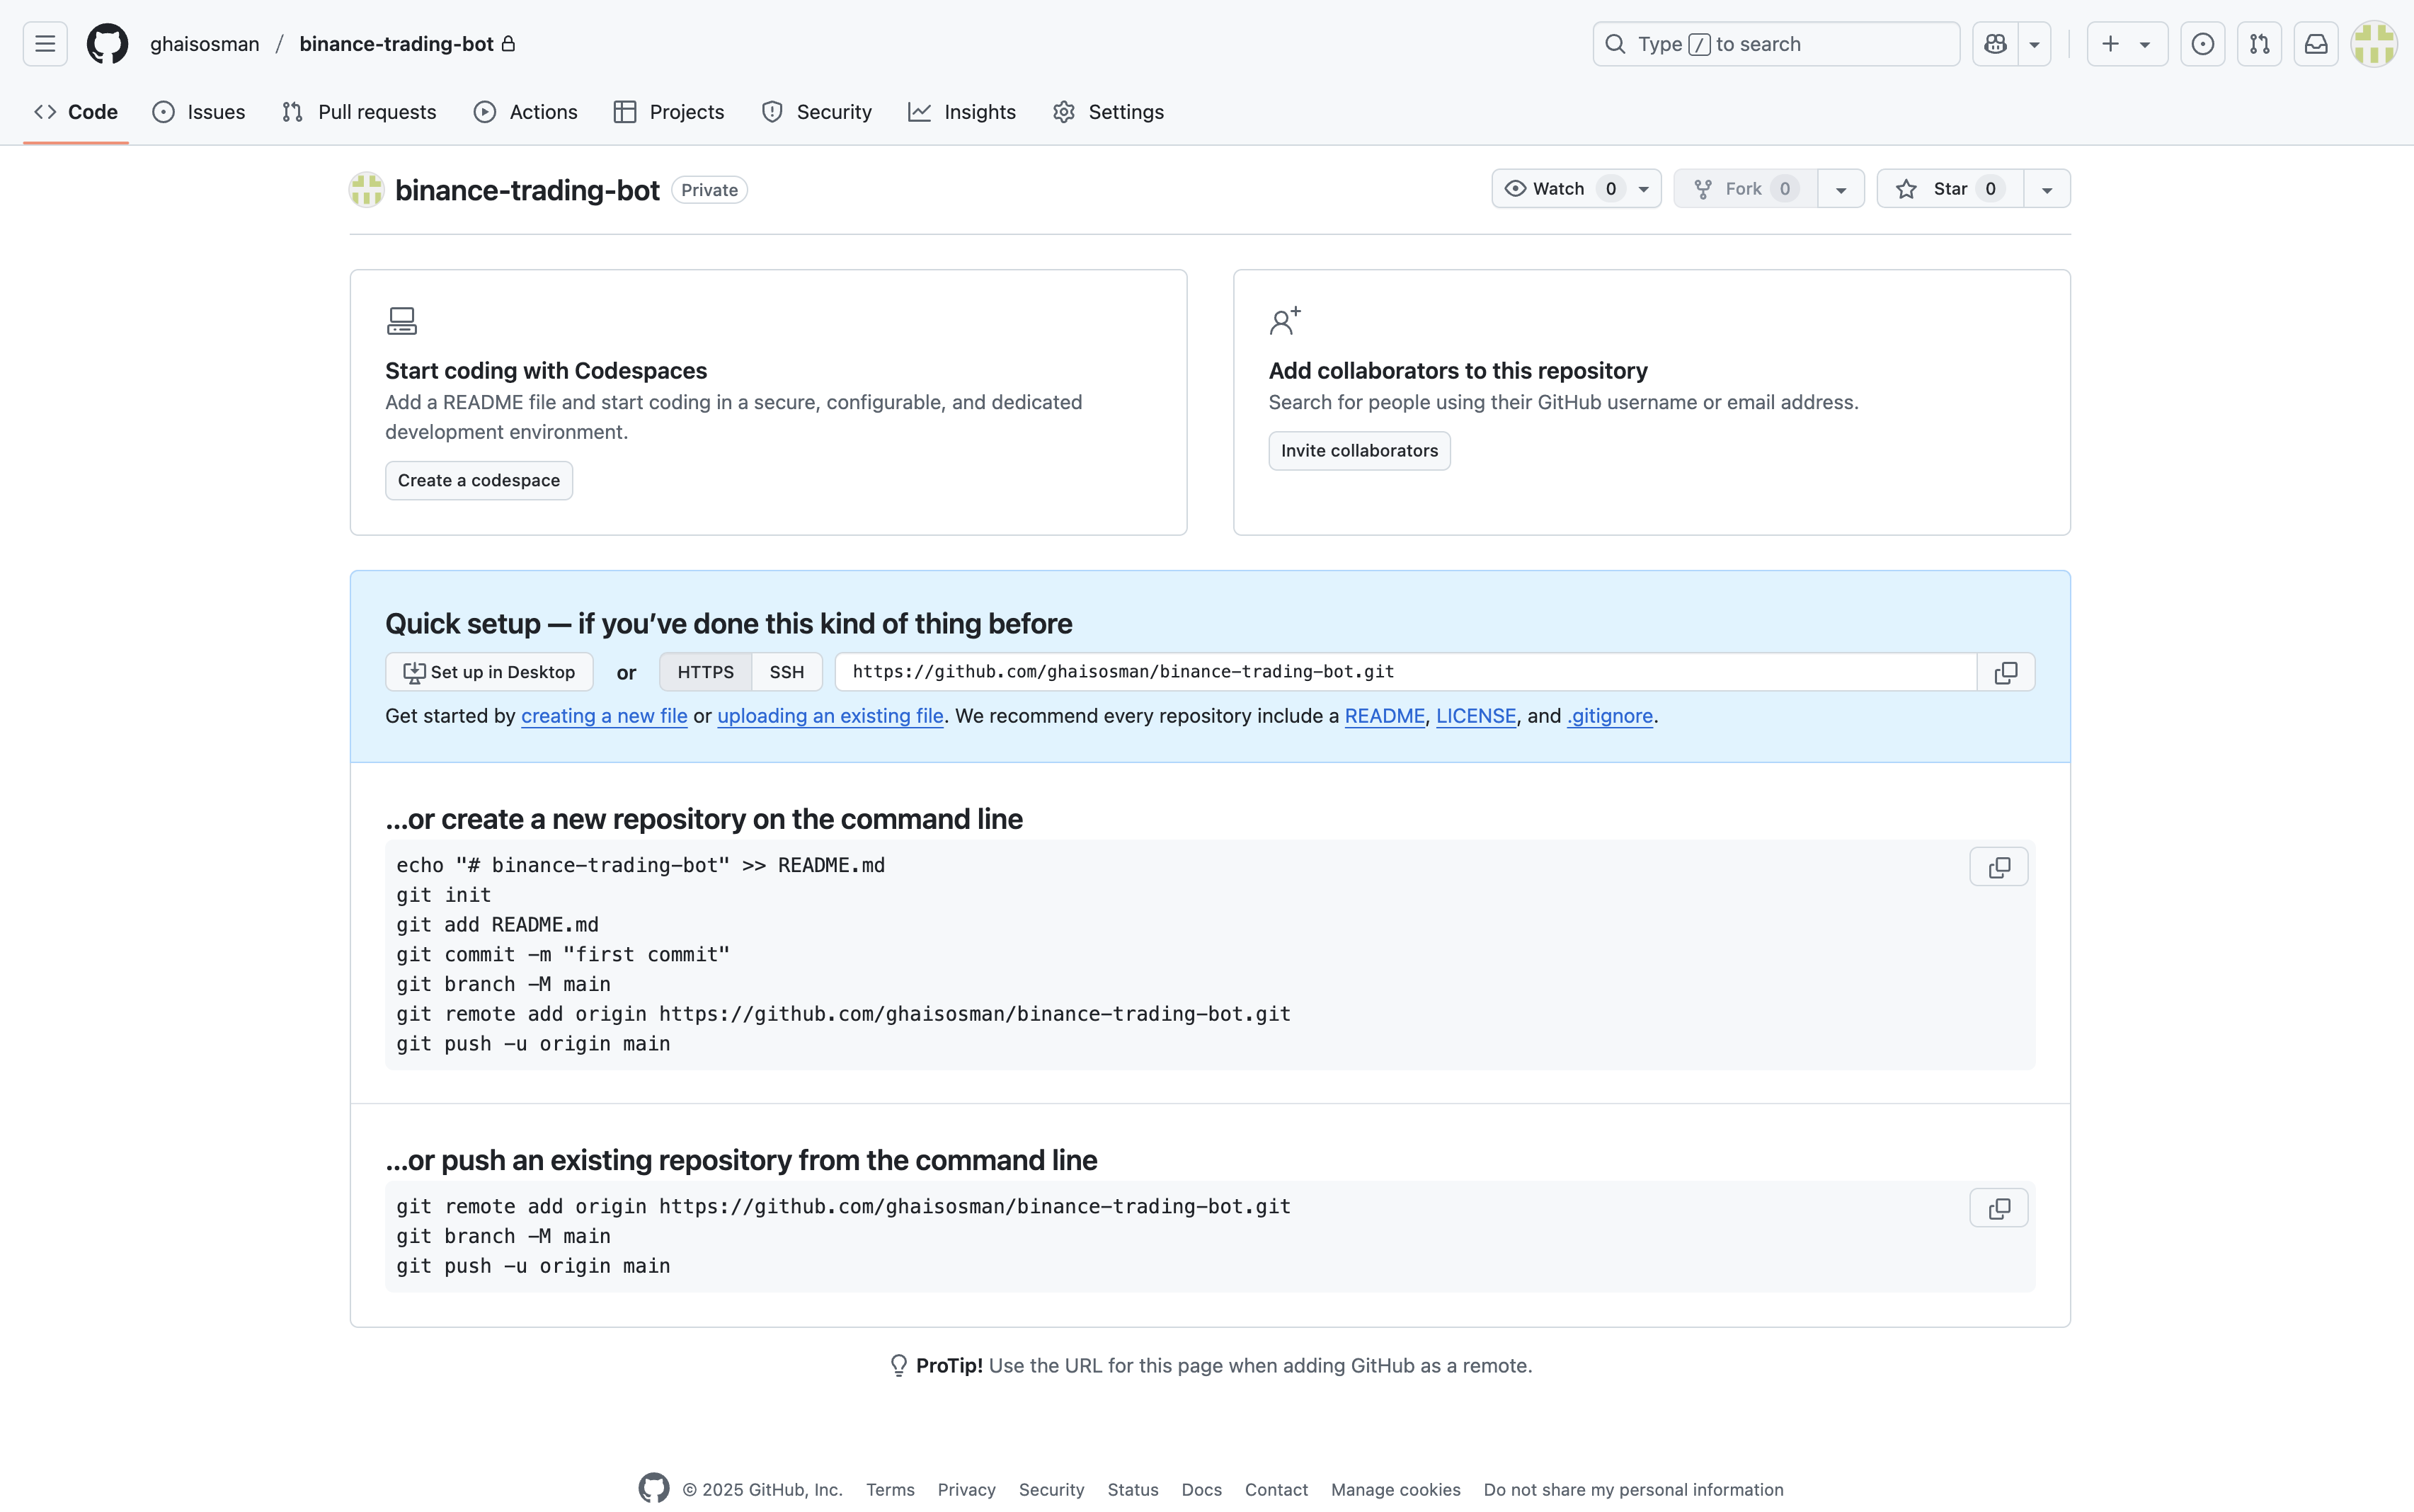 ghaisosman / binance-trading-bot
Type / to search
Code Issues Pull requests Actions Projects Security Insights Settings
binance-trading-bot Private
Watch 0 Fork 0 Star 0
Start coding with Codespaces
Add a README file and start coding in a secure, configurable, and dedicated
development environment.
Create a codespace
Add collaborators to this repository
Search for people using their GitHub username or email address.
Invite collaborators
Quick setup — if you’ve done this kind of thing before
Set up in Desktop or HTTPS SSH https://github.com/ghaisosman/binance-trading-bot.git
Get started by creating a new file or uploading an existing file. We recommend every repository include a README, LICENSE, and .gitignore.
…or create a new repository on the command line
echo "# binance-trading-bot" >> README.md
git init
git add README.md
git commit -m "first commit"
git branch -M main
git remote add origin https://github.com/ghaisosman/binance-trading-bot.git
git push -u origin main
…or push an existing repository from the command line
git remote add origin https://github.com/ghaisosman/binance-trading-bot.git
git branch -M main
git push -u origin main
ProTip! Use the URL for this page when adding GitHub as a remote.
© 2025 GitHub, Inc. Terms Privacy Security Status Docs Contact Manage cookies Do not share my personal information